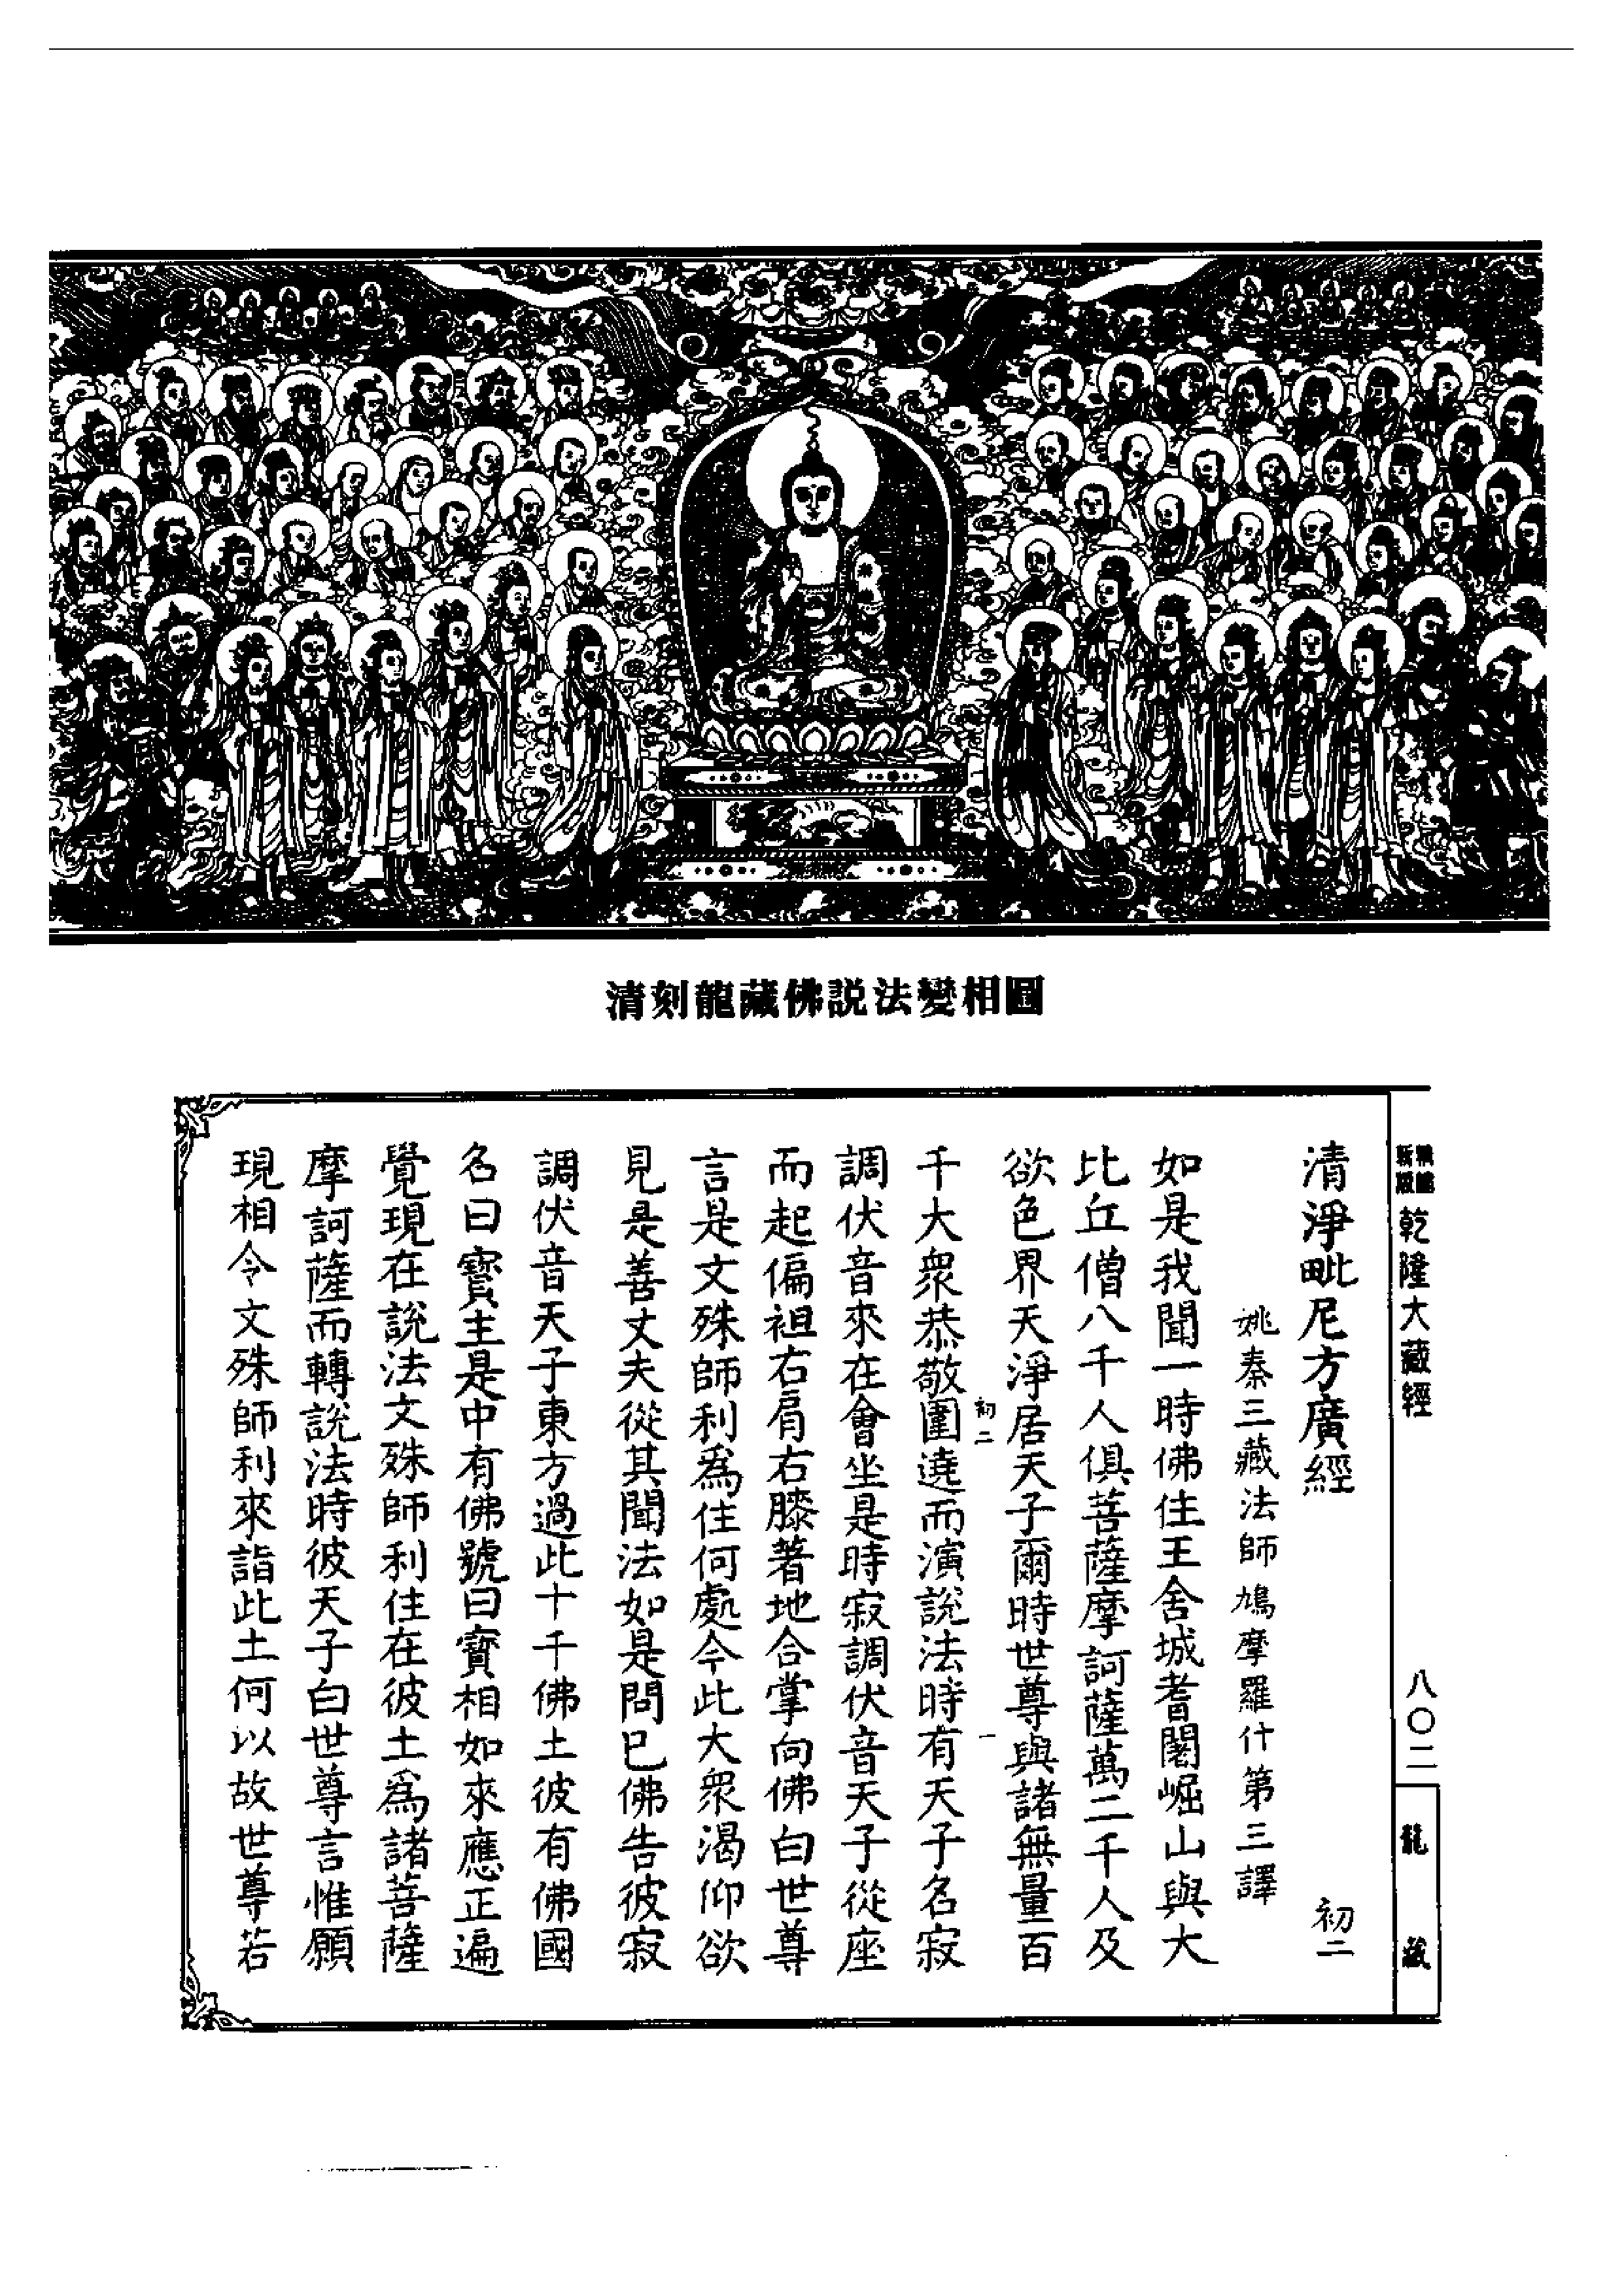 清刻龍藏佛説法變相圖
乾隆大藏經
八〇二
龍藏
清淨毗尼方廣經 初二
姚秦三藏法師鳩摩羅什第三譯
如是我聞一時佛住王舍城耆闍崛山與大
比丘僧八千人俱菩薩摩訶薩萬二千人及
欲色界天淨居天子爾時世尊與諸無量百
初二 一
千大衆恭敬圍遶而演說法時有天子名寂
調伏音來在會坐是時寂調伏音天子從座
而起偏袒右肩右膝著地合掌向佛白世尊
言是文殊師利爲住何處今此大衆渴仰欲
見是善丈夫從其聞法如是問已佛告彼寂
調伏音天子東方過此十千佛土彼有佛國
名曰寶主是中有佛號曰寶相如來應正遍
覺現在說法文殊師利住在彼土爲諸菩薩
摩訶薩而轉說法時彼天子白世尊言惟願
現相令文殊師利來詣此土何以故世尊若